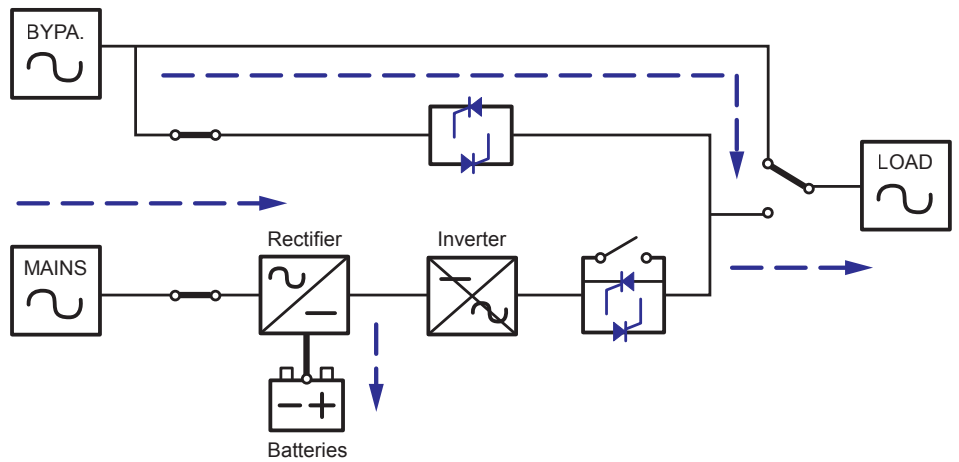 BYPA.
LOAD
Rectifier
Inverter
MAINS
Batteries